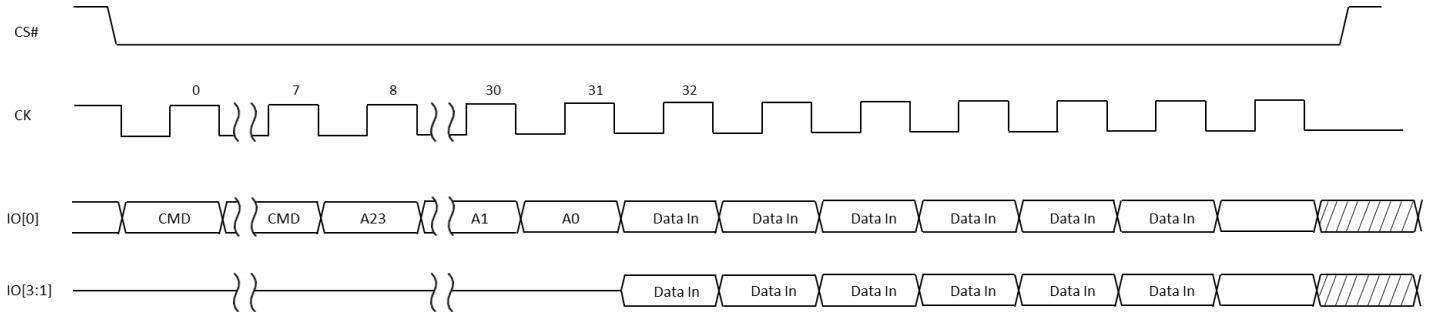 CS#
0 7 8 30 31 32
CK
IO[0] CMD CMD A23 A1 A0 Data In Data In Data In Data In Data In Data In
IO[3:1] Data In Data In Data In Data In Data In Data In